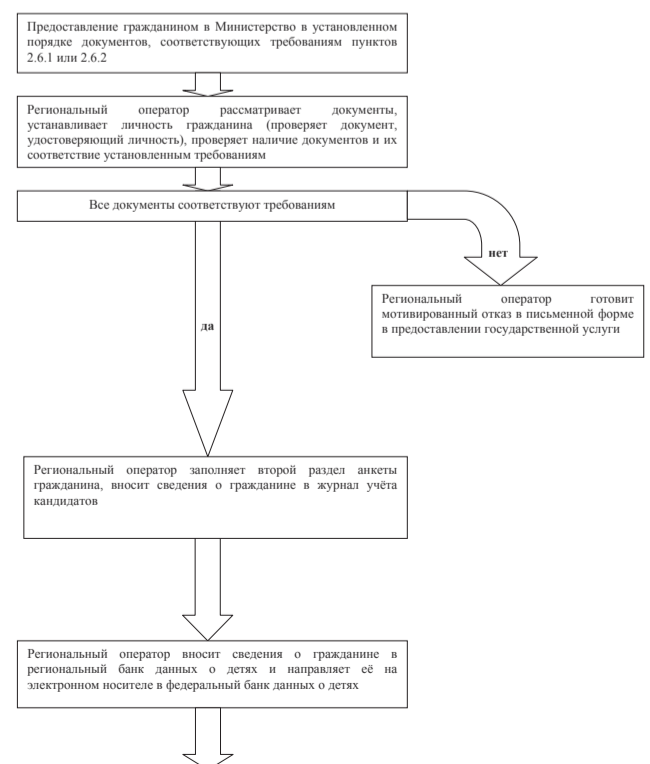 Предоставление гражданином в Министерство в установленном
порядке документов, соответствующих требованиям пунктов
2.6.1 или 2.6.2
Региональный оператор рассматривает документы,
устанавливает личность гражданина (проверяет документ,
удостоверяющий личность), проверяет наличие документов и их
соответствие установленным требованиям
Все документы соответствуют требованиям
нет
Региональный оператор готовит
мотивированный отказ в письменной форме
в предоставлении государственной услуги
да
Региональный оператор заполняет второй раздел анкеты
гражданина, вносит сведения о гражданине в журнал учёта
кандидатов
Региональный оператор вносит сведения о гражданине в
региональный банк данных о детях и направляет её на
электронном носителе в федеральный банк данных о детях